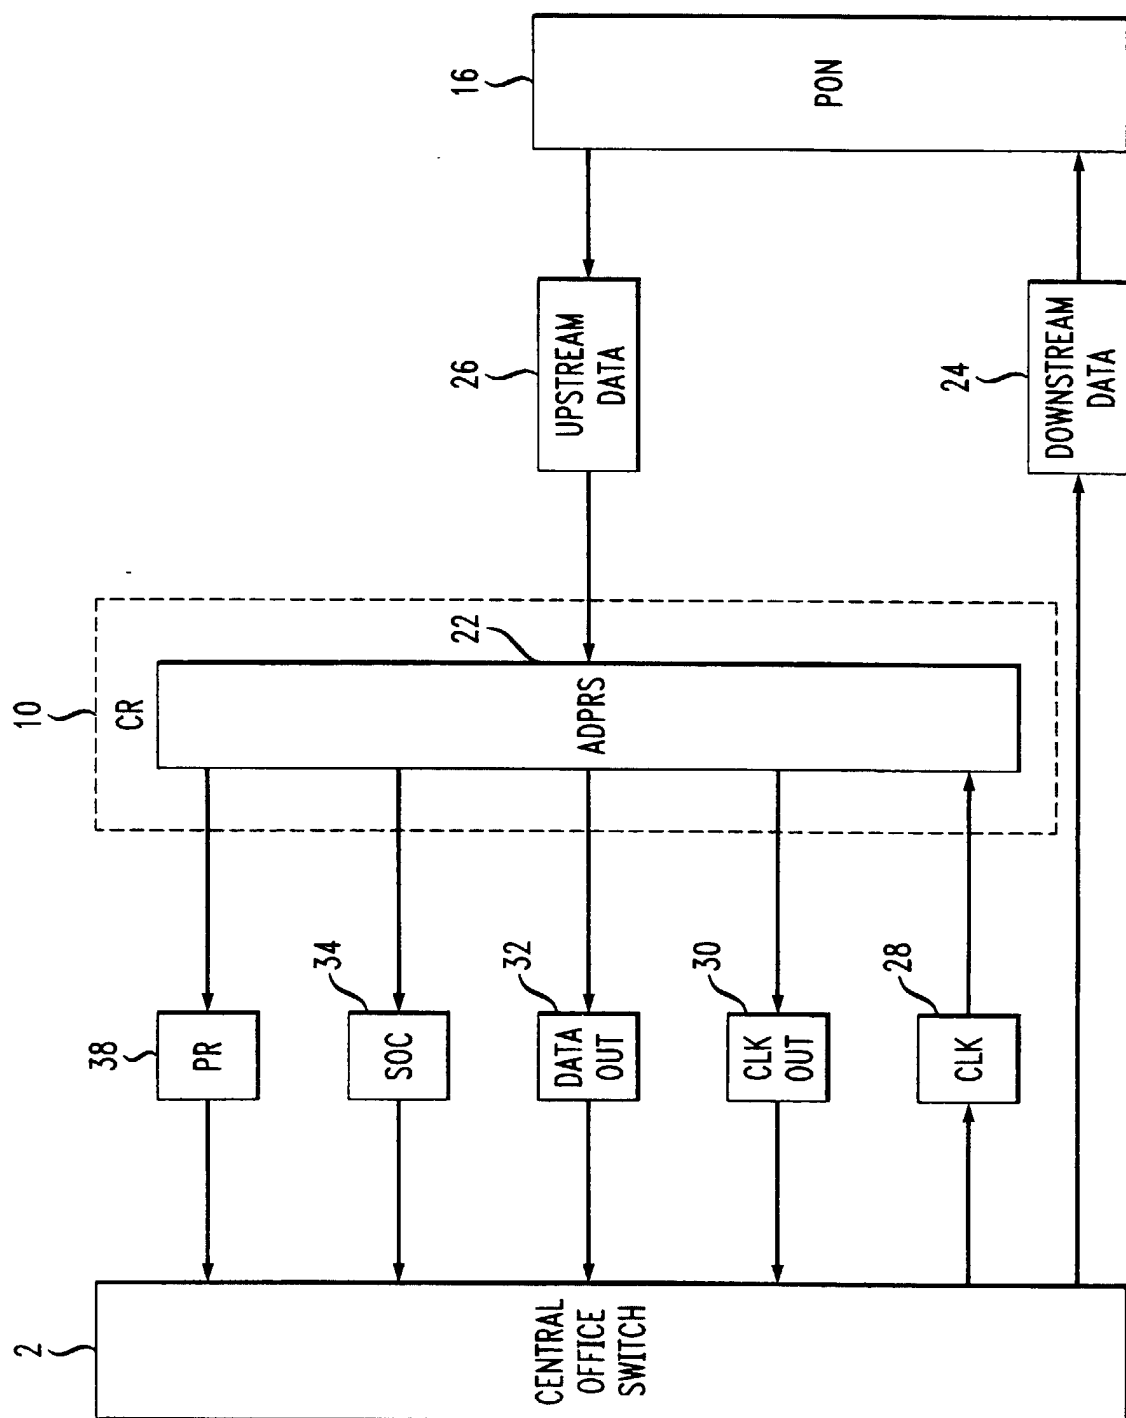 2
CENTRAL
OFFICE
SWITCH
38
PR
34
SOC
32
DATA
OUT
30
CLK
OUT
28
CLK
10
CR
22
ADPRS
26
UPSTREAM
DATA
24
DOWNSTREAM
DATA
16
PON